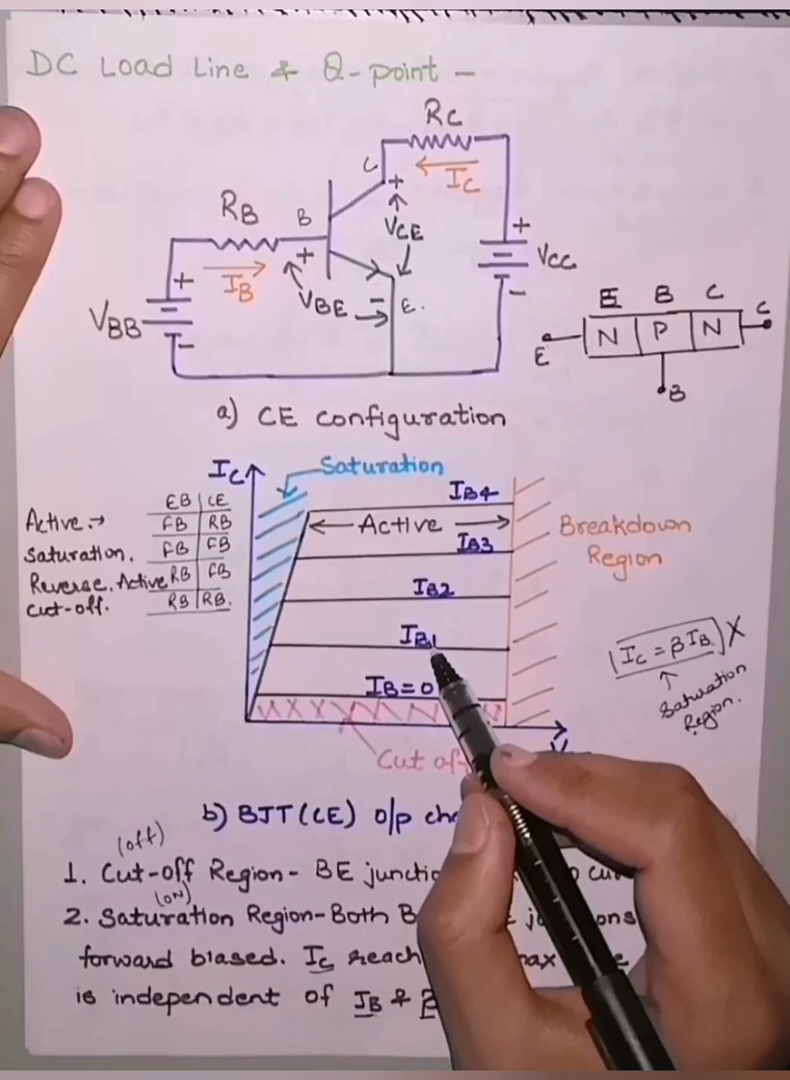 DC Load Line & Q-point -
RC
C + IC
RB B
VCE
+ VCC
+ IB + VBE - E.
VBB -
-
E B C
E N P N C
B
a) CE configuration
IC
Saturation
IB4
Active
IB3
IB2
IB1
IB=0
Cut of
Breakdown
Region
EB CE
Active:→ FB RB
Saturation. FB FB
Reverse. Active RB FB
Cut-off. RB RB.
IC = βIB. X
Saturation
Region.
b) BJT(CE) o/p
(off)
1. Cut-off Region- BE
(ON)
2. Saturation Region-Both
forward biased. IC
is independent of IB &